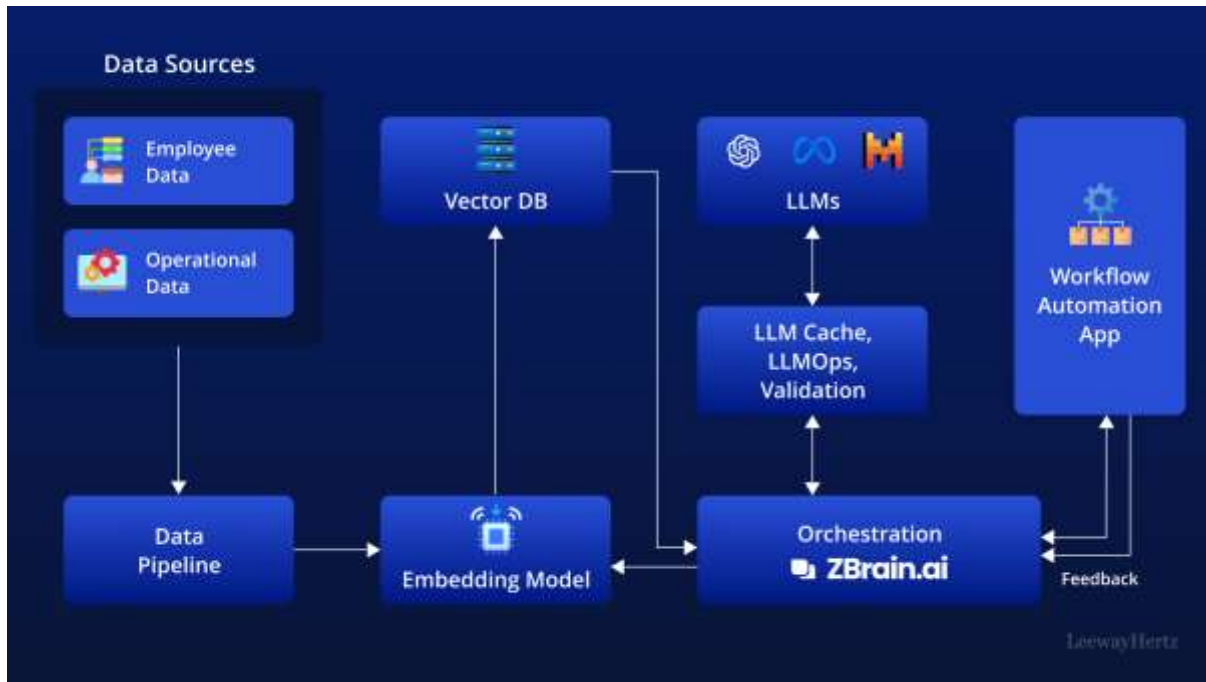 Data Sources
Employee
Data
Operational
Data
Vector DB
LLMs
Workflow
Automation
App
LLM Cache,
LLMOps,
Validation
Data
Pipeline
Embedding Model
Orchestration
ZBrain.ai
Feedback
LeewayHertz